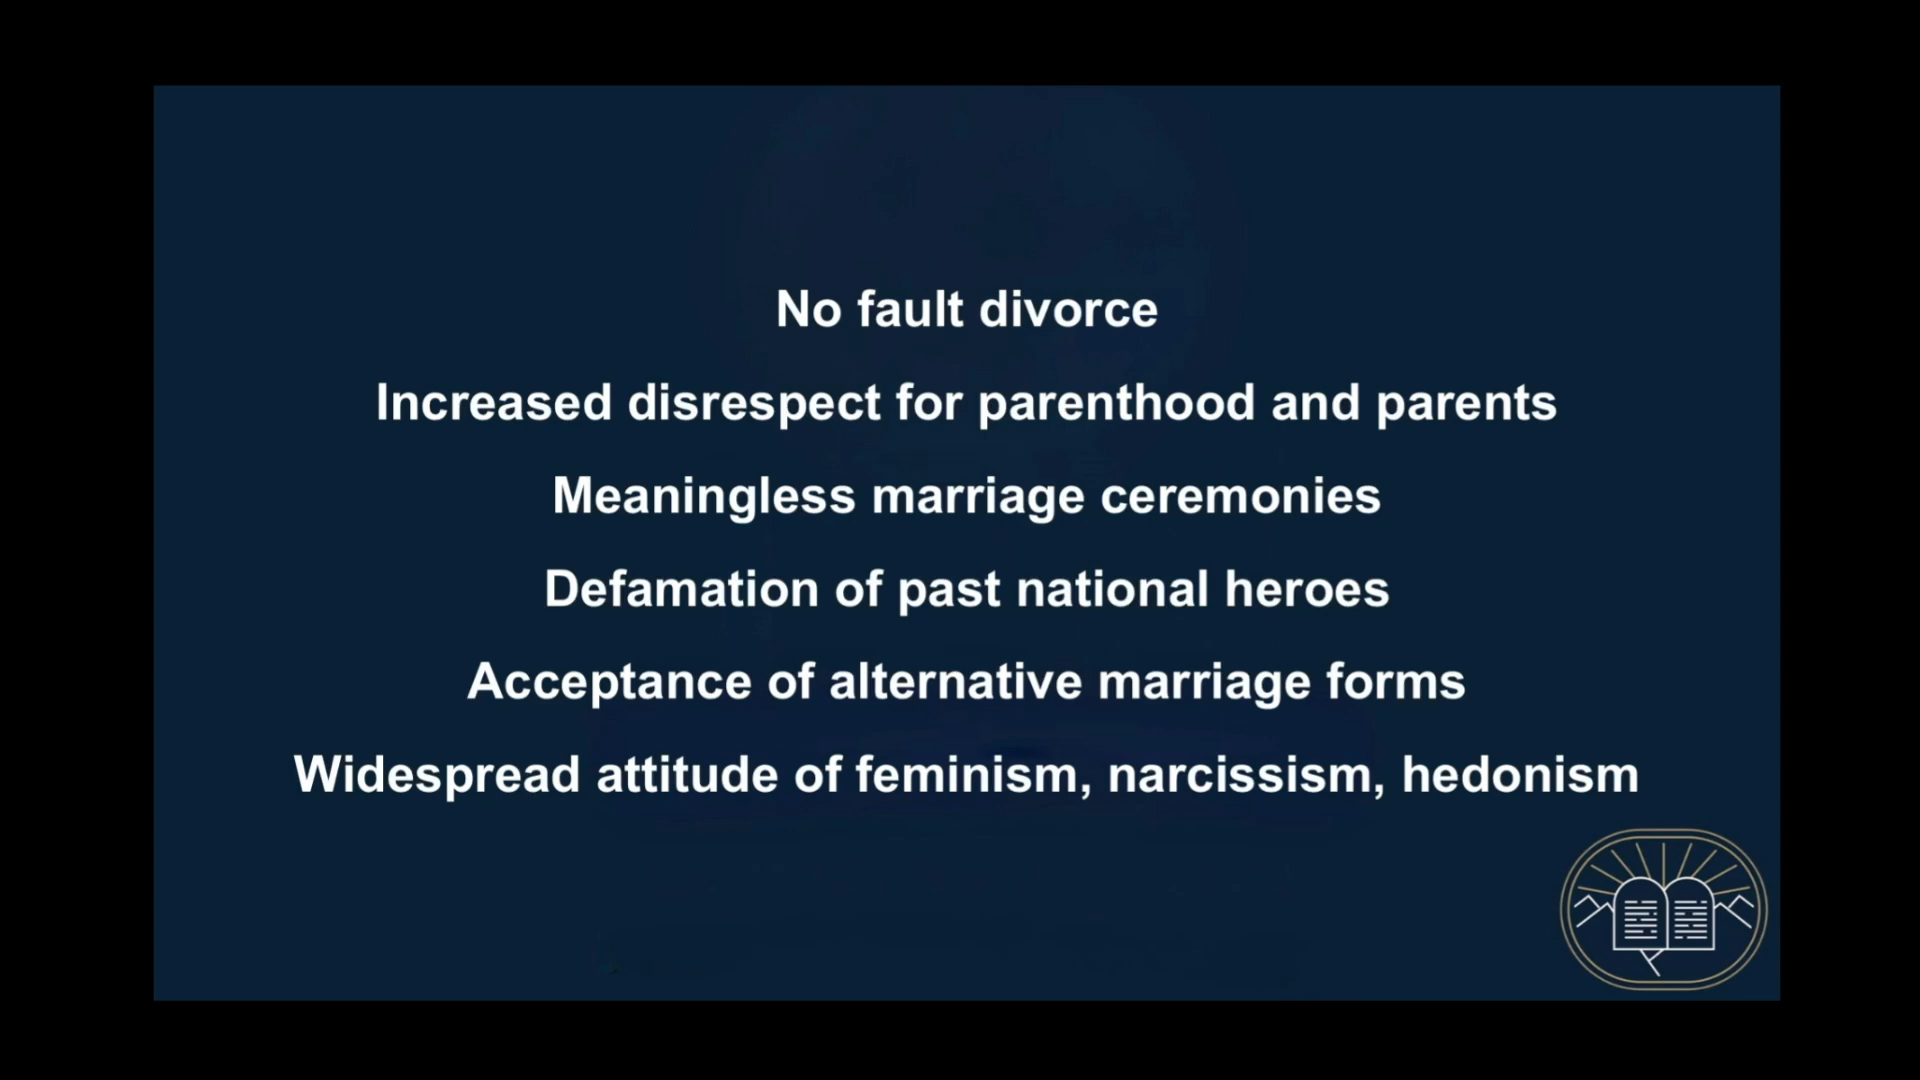 No fault divorce
Increased disrespect for parenthood and parents
Meaningless marriage ceremonies
Defamation of past national heroes
Acceptance of alternative marriage forms
Widespread attitude of feminism, narcissism, hedonism